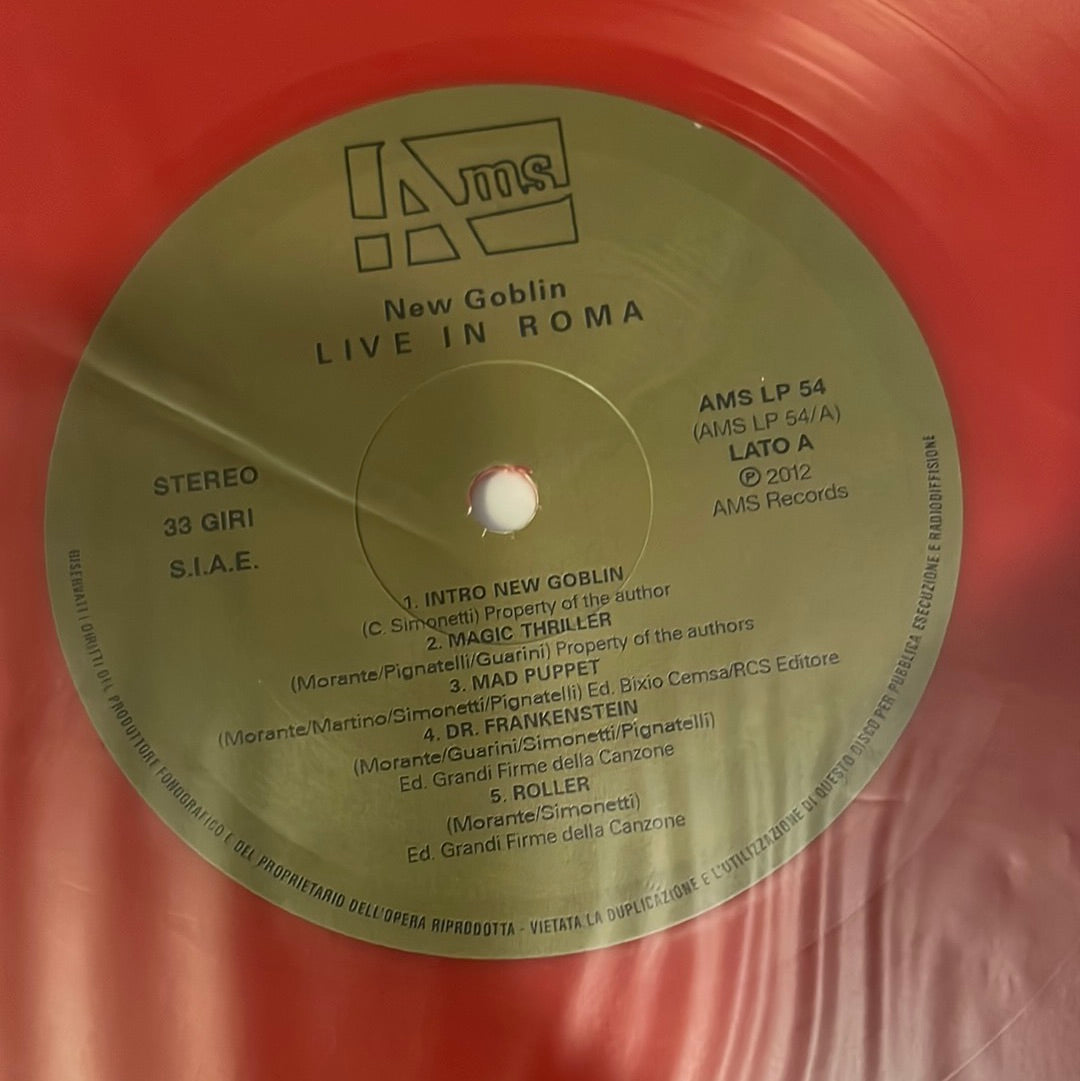 Ams
New Goblin
LIVE IN ROMA
AMS LP 54
(AMS LP 54/A)
LATO A
℗ 2012
AMS Records
STEREO
33 GIRI
S.I.A.E.
1. INTRO NEW GOBLIN
(C. Simonetti) Property of the author
2. MAGIC THRILLER
(Morante/Pignatelli/Guarini) Property of the authors
3. MAD PUPPET
(Morante/Martino/Simonetti/Pignatelli) Ed. Bixio Cemsa/RCS Editore
4. DR. FRANKENSTEIN
(Morante/Guarini/Simonetti/Pignatelli)
Ed. Grandi Firme della Canzone
5. ROLLER
(Morante/Simonetti)
Ed. Grandi Firme della Canzone
RISERVATI I DIRITTI DEL PRODUTTORE FONOGRAFICO E DEL PROPRIETARIO DELL'OPERA RIPRODOTTA - VIETATA LA DUPLICAZIONE E L'UTILIZZAZIONE DI QUESTO DISCO PER PUBBLICA ESECUZIONE E RADIODIFFISIONE